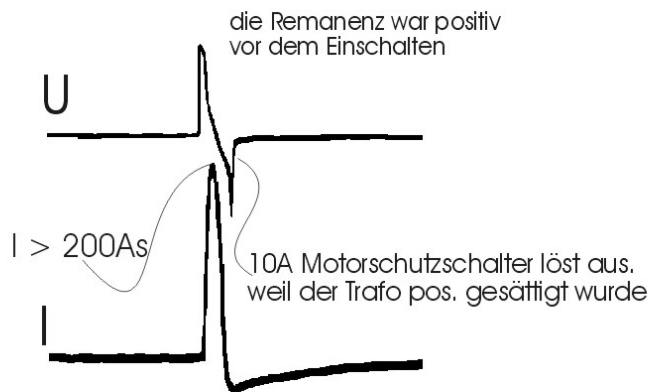 die Remanenz war positiv
vor dem Einschalten
U
I > 200As
10A Motorschutzschalter löst aus.
weil der Trafo pos. gesättigt wurde
I